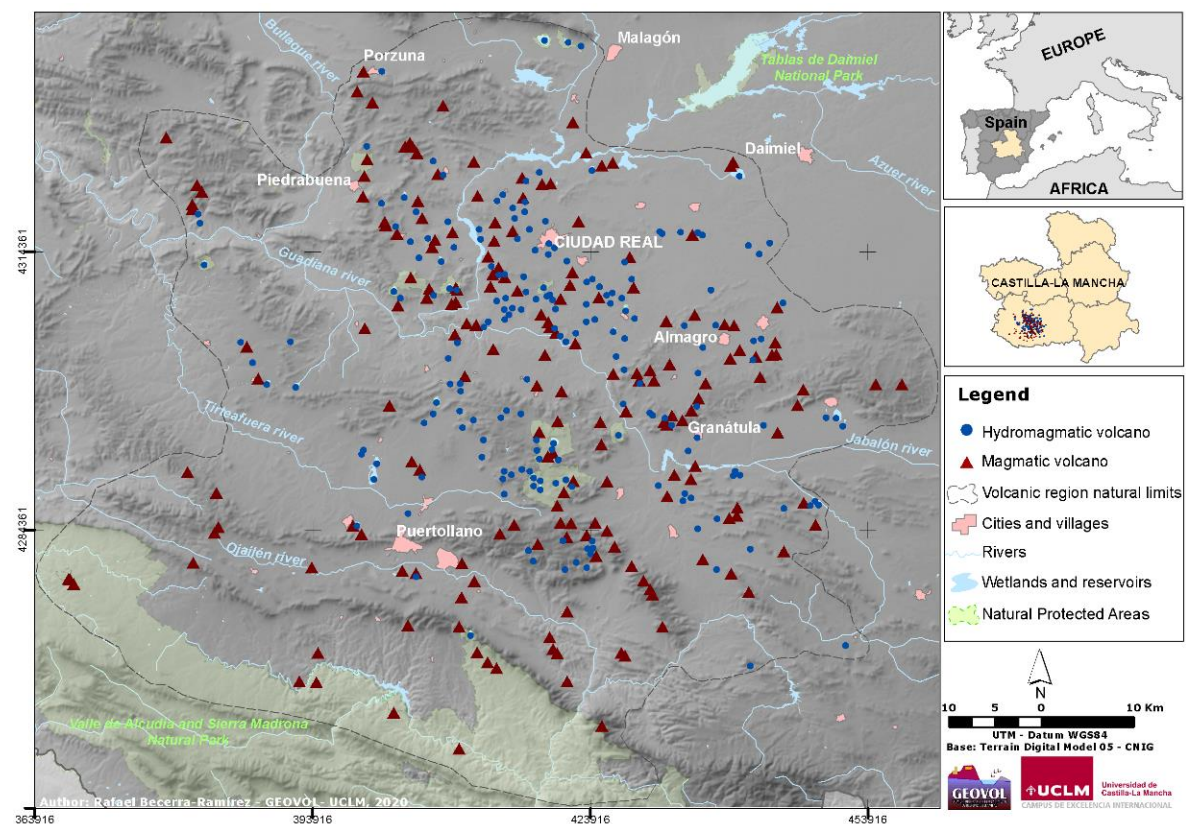 Bullaque river
Porzuna
Malagón
Tablas de Daimiel
National Park
Daimiel
Azuer river
Piedrabuena
CIUDAD REAL
Guadiana river
Almagro
Tirteafuera river
Granátula
Jabalón river
Puertollano
Ojailén river
Valle de Alcudia and Sierra Madrona
Natural Park
Author: Rafael Becerra-Ramírez - GEOVOL- UCLM, 2020
4314361
4284361
363916
393916
423916
453916
EUROPE
Spain
AFRICA
CASTILLA-LA MANCHA
Legend
Hydromagmatic volcano
Magmatic volcano
Volcanic region natural limits
Cities and villages
Rivers
Wetlands and reservoirs
Natural Protected Areas
N
10 5 0 10 Km
UTM - Datum WGS84
Base: Terrain Digital Model 05 - CNIG
GEOVOL
UCLM
Universidad de
Castilla-La Mancha
CAMPUS DE EXCELENCIA INTERNACIONAL